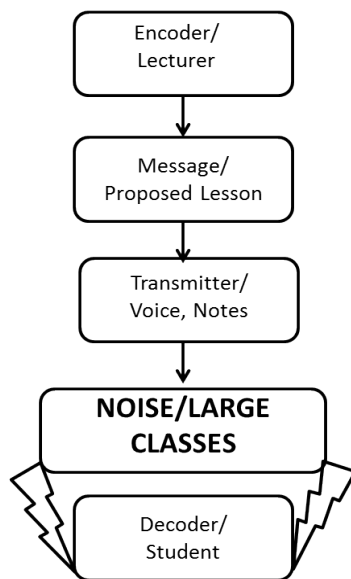 Encoder/
Lecturer
Message/
Proposed Lesson
Transmitter/
Voice, Notes
NOISE/LARGE
CLASSES
Decoder/
Student